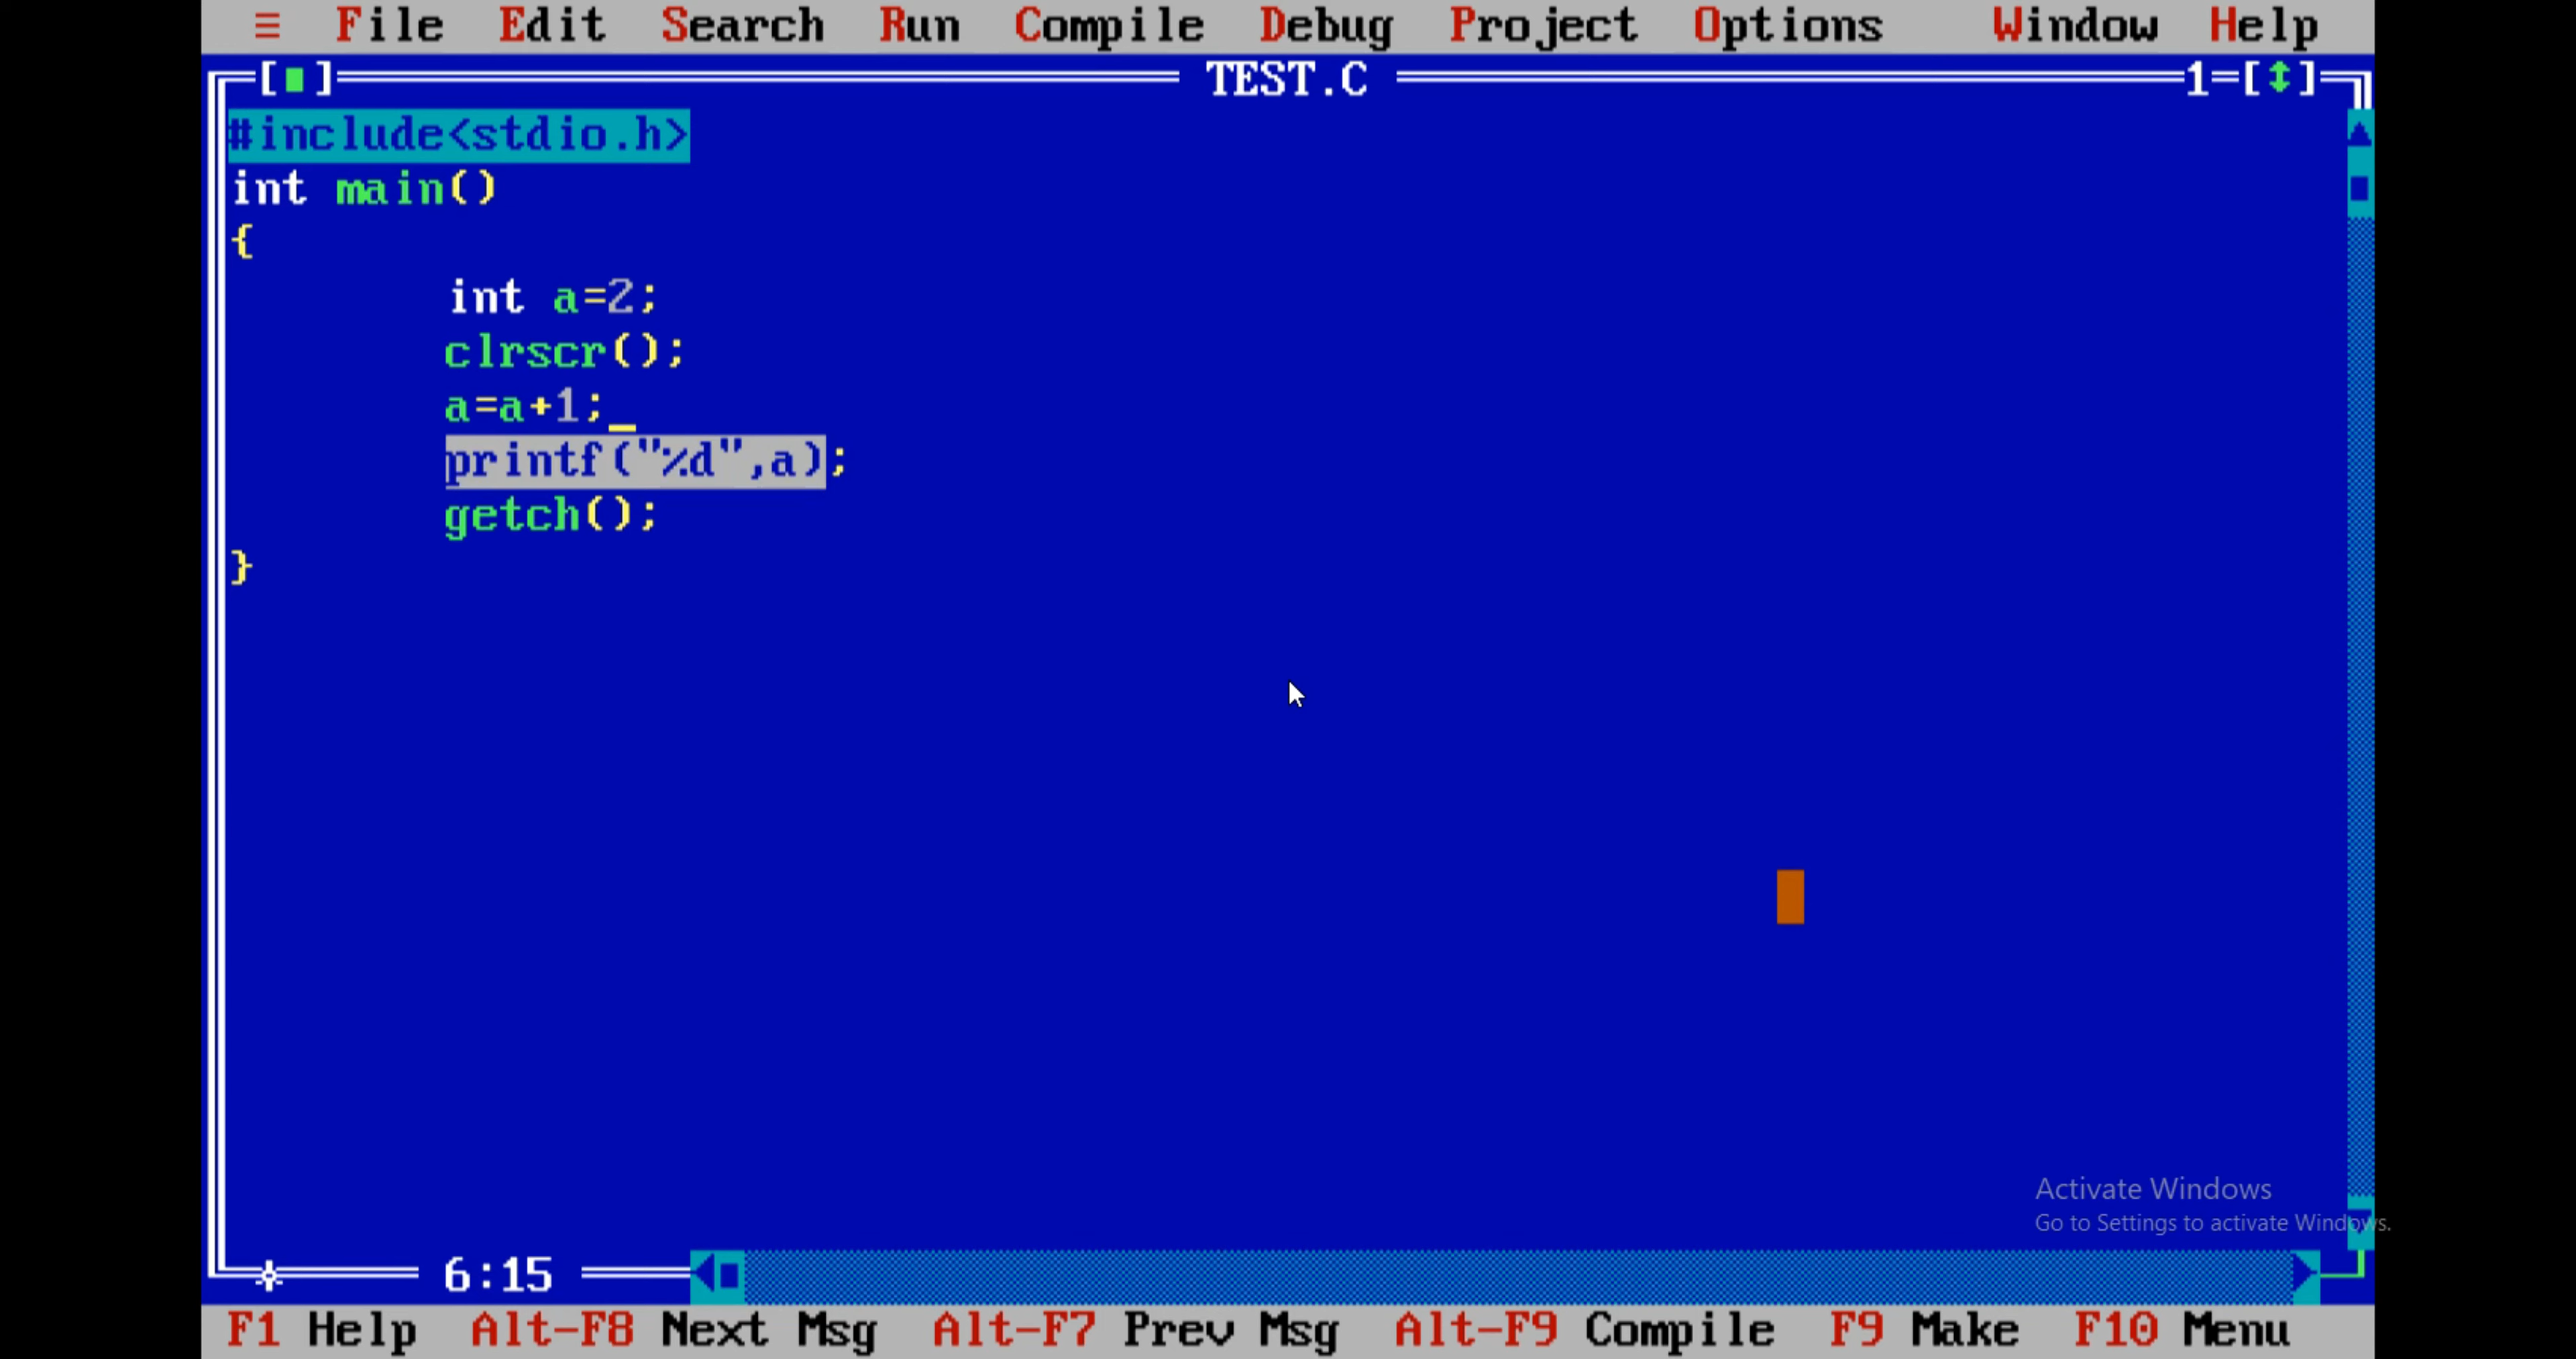 ≡ File Edit Search Run Compile Debug Project Options Window Help
[■] TEST.C 1=[↕]
#include<stdio.h>
int main()
{
int a=2;
clrscr();
a=a+1;_
printf("%d",a);
getch();
}
Activate Windows
Go to Settings to activate Windows.
6:15
F1 Help Alt-F8 Next Msg Alt-F7 Prev Msg Alt-F9 Compile F9 Make F10 Menu